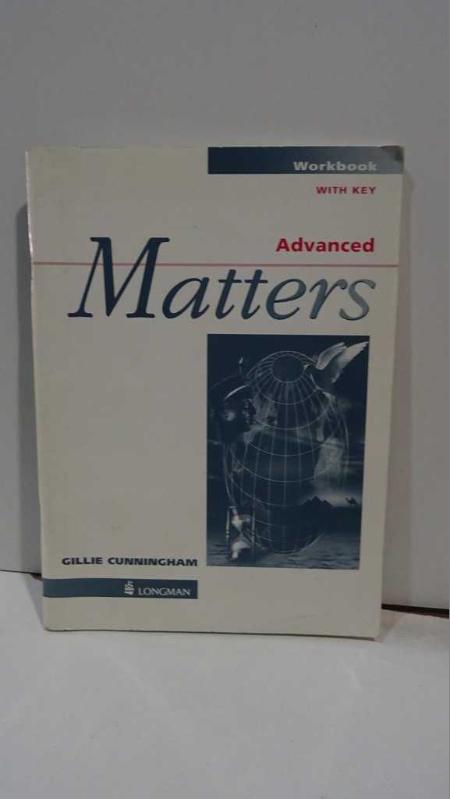 Workbook
WITH KEY
Advanced
Matters
GILLIE CUNNINGHAM
LONGMAN